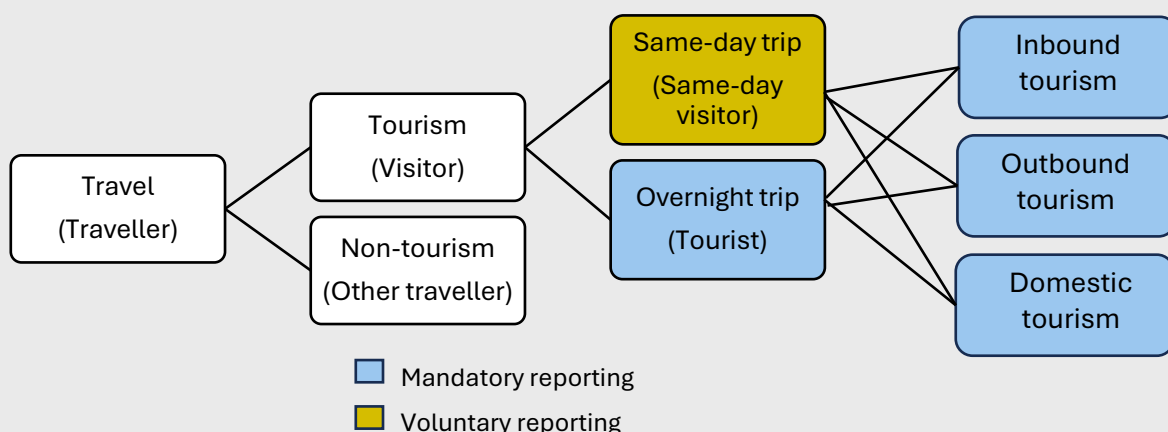 Travel
(Traveller)
Tourism
(Visitor)
Non-tourism
(Other traveller)
Same-day trip
(Same-day
visitor)
Overnight trip
(Tourist)
Inbound
tourism
Outbound
tourism
Domestic
tourism
Mandatory reporting
Voluntary reporting